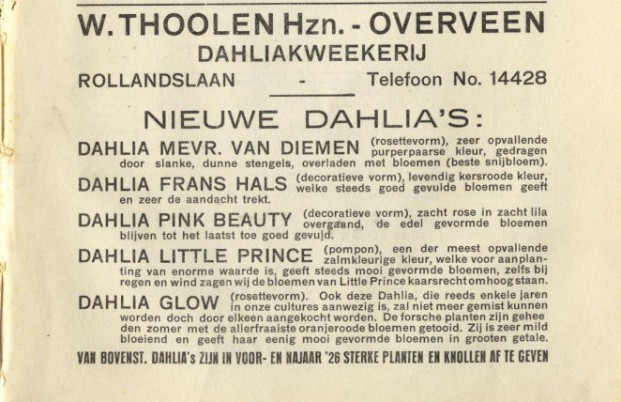 W. THOOLEN Hzn. - OVERVEEN
DAHLIAKWEEKERIJ
ROLLANDSLAAN - Telefoon No. 14428
NIEUWE DAHLIA'S:
DAHLIA MEVR. VAN DIEMEN (rosettevorm), zeer opvallende
purperpaarse kleur, gedragen
door slanke, dunne stengels, overladen met bloemen (beste snijbloem).
DAHLIA FRANS HALS (decoratieve vorm), levendig kersroode kleur,
welke steeds goed gevulde bloemen geeft
en zeer de aandacht trekt.
DAHLIA PINK BEAUTY (decoratieve vorm), zacht rose in zacht lila
overgaand, de edel gevormde bloemen
blijven tot het laatst toe goed gevuld.
DAHLIA LITTLE PRINCE (pompon), een der meest opvallende
zalmkleurige kleur, welke voor aanplan-
ting van enorme waarde is, geeft steeds mooi gevormde bloemen, zelfs bij
regen en wind zagen wij de bloemen van Little Prince kaarsrecht omhoog staan.
DAHLIA GLOW (rosettevorm). Ook deze Dahlia, die reeds enkele jaren
in onze cultures aanwezig is, zal niet meer gemist kunnen
worden doch door elkeen aangekocht worden. De forsche planten zijn gehee
den zomer met de allerfraaiste oranjeroode bloemen getooid. Zij is zeer mild
bloeiend en geeft haar eenig mooi gevormde bloemen in grooten getale.
VAN BOVENST. DAHLIA's ZIJN IN VOOR- EN NAJAAR '26 STERKE PLANTEN EN KNOLLEN AF TE GEVEN